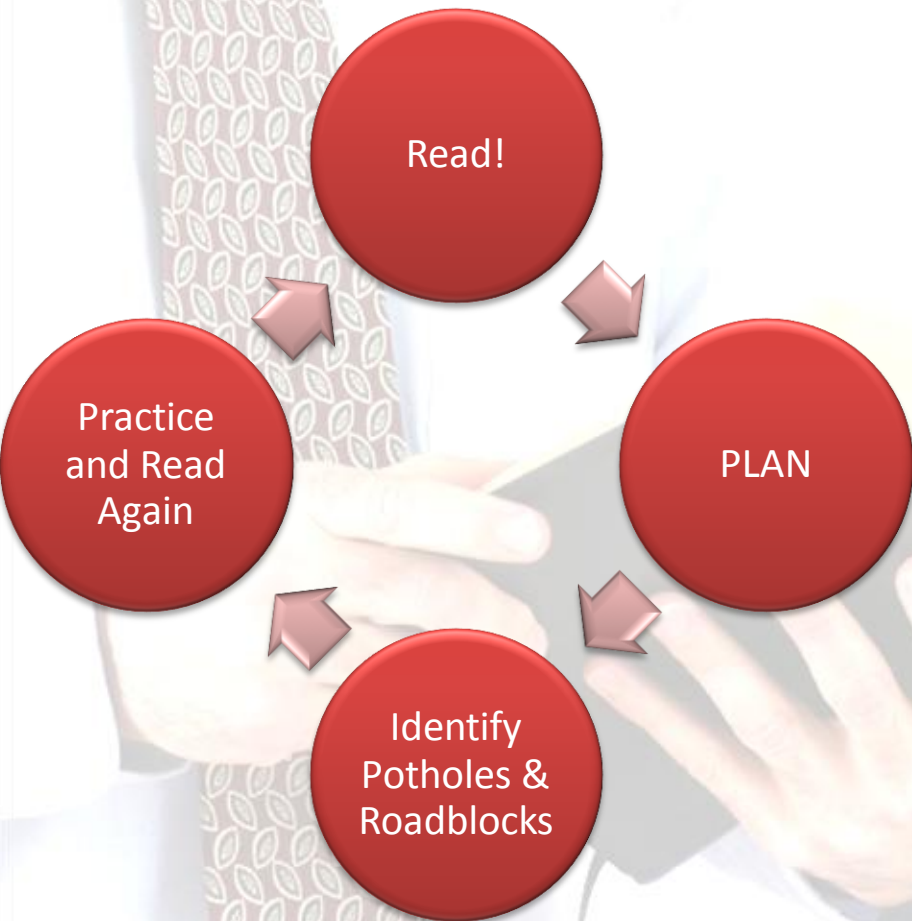 Read!
PLAN
Identify
Potholes &
Roadblocks
Practice
and Read
Again